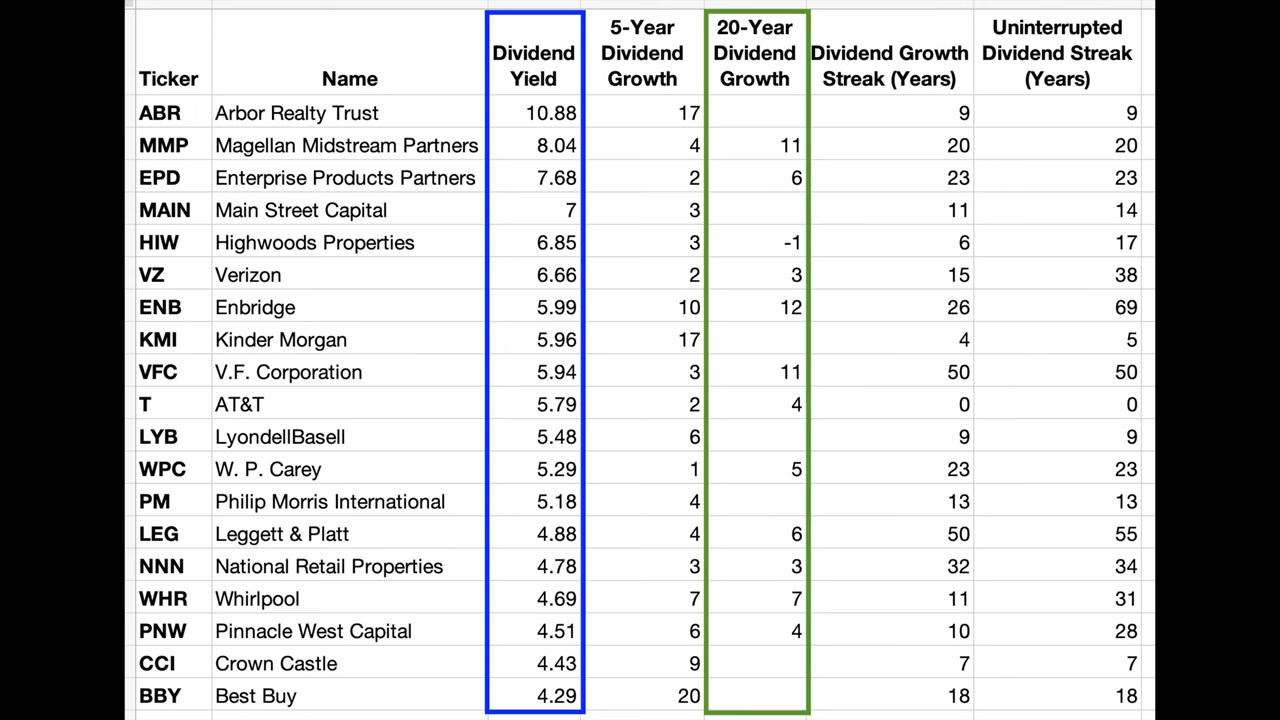 Ticker Name Dividend Yield 5-Year Dividend Growth 20-Year Dividend Growth Dividend Growth Streak (Years) Uninterrupted Dividend Streak (Years)
ABR Arbor Realty Trust 10.88 17 9 9
MMP Magellan Midstream Partners 8.04 4 11 20 20
EPD Enterprise Products Partners 7.68 2 6 23 23
MAIN Main Street Capital 7 3 11 14
HIW Highwoods Properties 6.85 3 -1 6 17
VZ Verizon 6.66 2 3 15 38
ENB Enbridge 5.99 10 12 26 69
KMI Kinder Morgan 5.96 17 4 5
VFC V.F. Corporation 5.94 3 11 50 50
T AT&T 5.79 2 4 0 0
LYB LyondellBasell 5.48 6 9 9
WPC W. P. Carey 5.29 1 5 23 23
PM Philip Morris International 5.18 4 13 13
LEG Leggett & Platt 4.88 4 6 50 55
NNN National Retail Properties 4.78 3 3 32 34
WHR Whirlpool 4.69 7 7 11 31
PNW Pinnacle West Capital 4.51 6 4 10 28
CCI Crown Castle 4.43 9 7 7
BBY Best Buy 4.29 20 18 18